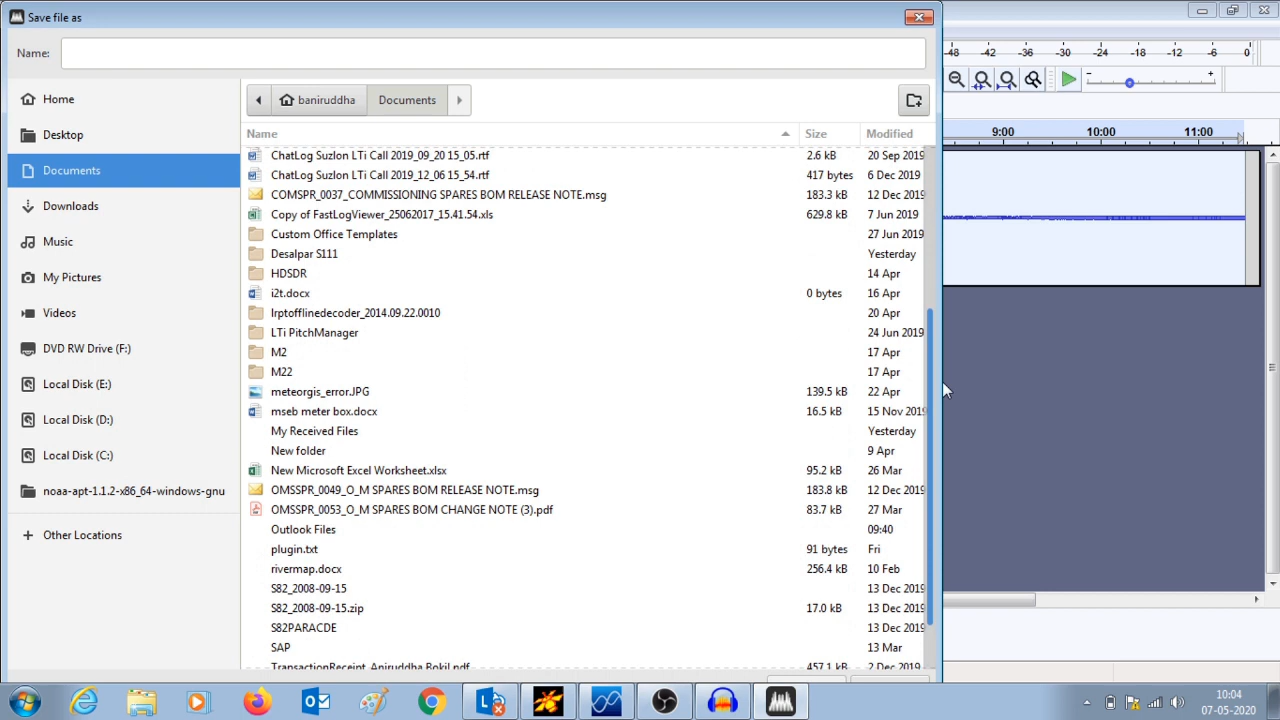 Save file as
-48 -42 -36 -30 -24 -18 -12 -6 0
Name:
- +
Home
baniruddha
Documents
Name Size Modified
9:00 10:00 11:00
Desktop
Documents
Downloads
Music
My Pictures
Videos
DVD RW Drive (F:)
Local Disk (E:)
Local Disk (D:)
Local Disk (C:)
noaa-apt-1.1.2-x86_64-windows-gnu
+ Other Locations
ChatLog Suzlon LTi Call 2019_09_20 15_05.rtf 2.6 kB 20 Sep 2019
ChatLog Suzlon LTi Call 2019_12_06 15_54.rtf 417 bytes 6 Dec 2019
COMSPR_0037_COMMISSIONING SPARES BOM RELEASE NOTE.msg 183.3 kB 12 Dec 2019
Copy of FastLogViewer_25062017_15.41.54.xls 629.8 kB 7 Jun 2019
Custom Office Templates 27 Jun 2019
Desalpar S111 Yesterday
HDSDR 14 Apr
i2t.docx 0 bytes 16 Apr
lrptofflinedecoder_2014.09.22.0010 20 Apr
LTi PitchManager 24 Jun 2019
M2 17 Apr
M22 17 Apr
meteorgis_error.JPG 139.5 kB 22 Apr
mseb meter box.docx 16.5 kB 15 Nov 2019
My Received Files Yesterday
New folder 9 Apr
New Microsoft Excel Worksheet.xlsx 95.2 kB 26 Mar
OMSSPR_0049_O_M SPARES BOM RELEASE NOTE.msg 183.8 kB 12 Dec 2019
OMSSPR_0053_O_M SPARES BOM CHANGE NOTE (3).pdf 83.7 kB 27 Mar
Outlook Files 09:40
plugin.txt 91 bytes Fri
rivermap.docx 256.4 kB 10 Feb
S82_2008-09-15 13 Dec 2019
S82_2008-09-15.zip 17.0 kB 13 Dec 2019
S82PARACDE 13 Dec 2019
SAP 13 Mar
TransactionReceipt_Aniruddha Bokil.pdf 457.1 kB 2 Dec 2019
10:04
07-05-2020